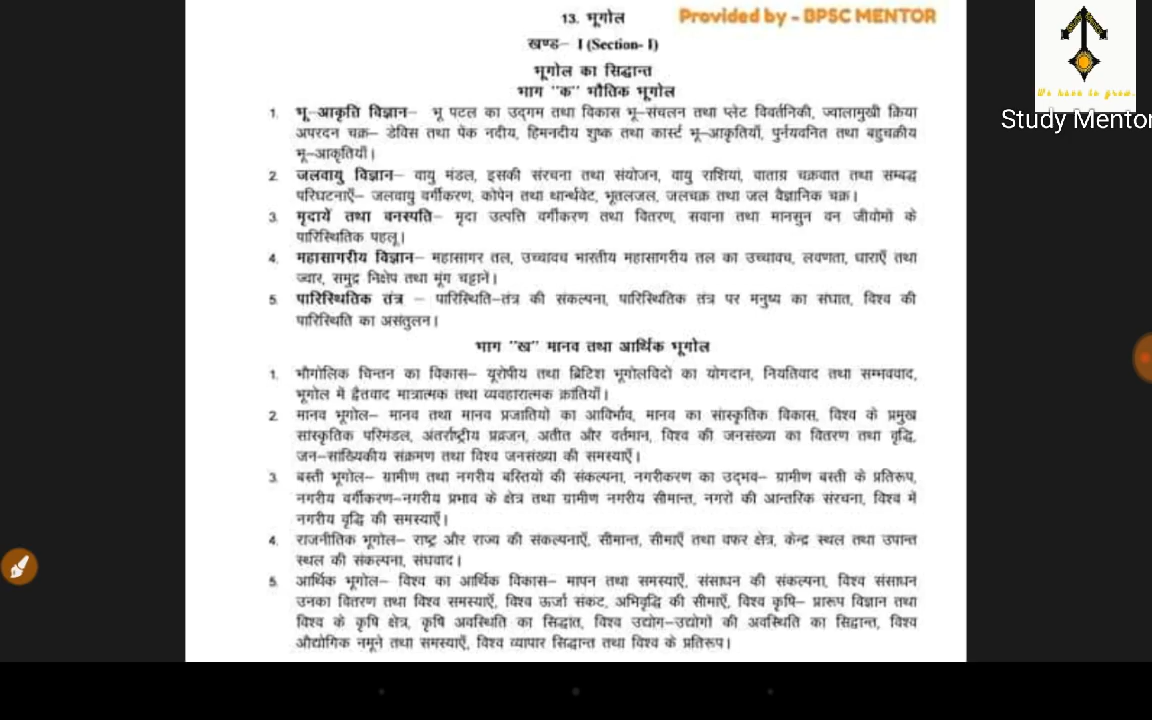 13. भूगोल
Provided by - BPSC MENTOR
खण्ड– I (Section- I)
भूगोल का सिद्धान्त
भाग "क" भौतिक भूगोल
We have to grow.
Study Mentor
1. भू–आकृति विज्ञान– भू पटल का उद्गम तथा विकास भू–संचलन तथा प्लेट विवर्तनिकी, ज्वालामुखी क्रिया
अपरदन चक्र– डेविस तथा पेंक नदीय, हिमनदीय शुष्क तथा कार्स्ट भू–आकृतियाँ, पुर्नयवनित तथा बहुचक्रीय
भू–आकृतियाँ।
2. जलवायु विज्ञान– वायु मंडल, इसकी संरचना तथा संयोजन, वायु राशियां, वाताग्र चक्रवात तथा सम्बद्ध
परिघटनाएँ– जलवायु वर्गीकरण, कोपेन तथा थार्न्थवेट, भूतलजल, जलचक्र तथा जल वैज्ञानिक चक्र।
3. मृदायें तथा वनस्पति– मृदा उत्पत्ति वर्गीकरण तथा वितरण, सवाना तथा मानसुन वन जीवोमों के
पारिस्थितिक पहलू।
4. महासागरीय विज्ञान– महासागर तल, उच्चावच भारतीय महासागरीय तल का उच्चावच, लवणता, धाराएँ तथा
ज्वार, समुद्र निक्षेप तथा मूंग चट्टानें।
5. पारिस्थितिक तंत्र – पारिस्थिति–तंत्र की संकल्पना, पारिस्थितिक तंत्र पर मनुष्य का संघात, विश्व की
पारिस्थिति का असंतुलन।
भाग "ख" मानव तथा आर्थिक भूगोल
1. भौगोलिक चिन्तन का विकास– यूरोपीय तथा ब्रिटिश भूगोलविदों का योगदान, नियतिवाद तथा सम्भववाद,
भूगोल में द्वैतवाद मात्रात्मक तथा व्यवहारात्मक क्रांतियाँ।
2. मानव भूगोल– मानव तथा मानव प्रजातियों का आविर्भाव, मानव का सांस्कृतिक विकास, विश्व के प्रमुख
सांस्कृतिक परिमंडल, अंतर्राष्ट्रीय प्रव्रजन, अतीत और वर्तमान, विश्व की जनसंख्या का वितरण तथा वृद्धि,
जन–सांख्यिकीय संक्रमण तथा विश्व जनसंख्या की समस्याएँ।
3. बस्ती भूगोल– ग्रामीण तथा नगरीय बस्तियों की संकल्पना, नगरीकरण का उद्भव– ग्रामीण बस्ती के प्रतिरूप,
नगरीय वर्गीकरण–नगरीय प्रभाव के क्षेत्र तथा ग्रामीण नगरीय सीमान्त, नगरों की आन्तरिक संरचना, विश्व में
नगरीय वृद्धि की समस्याएँ।
4. राजनीतिक भूगोल– राष्ट्र और राज्य की संकल्पनाएँ, सीमान्त, सीमाएँ तथा वफर क्षेत्र, केन्द्र स्थल तथा उपान्त
स्थल की संकल्पना, संघवाद।
5. आर्थिक भूगोल– विश्व का आर्थिक विकास– मापन तथा समस्याएँ, संसाधन की संकल्पना, विश्व संसाधन
उनका वितरण तथा विश्व समस्याएँ, विश्व ऊर्जा संकट, अभिवृद्धि की सीमाएँ, विश्व कृषि– प्रारूप विज्ञान तथा
विश्व के कृषि क्षेत्र, कृषि अवस्थिति का सिद्धांत, विश्व उद्योग–उद्योगों की अवस्थिति का सिद्वान्त, विश्व
औद्योगिक नमूने तथा समस्याएँ, विश्व व्यापार सिद्धान्त तथा विश्व के प्रतिरूप।